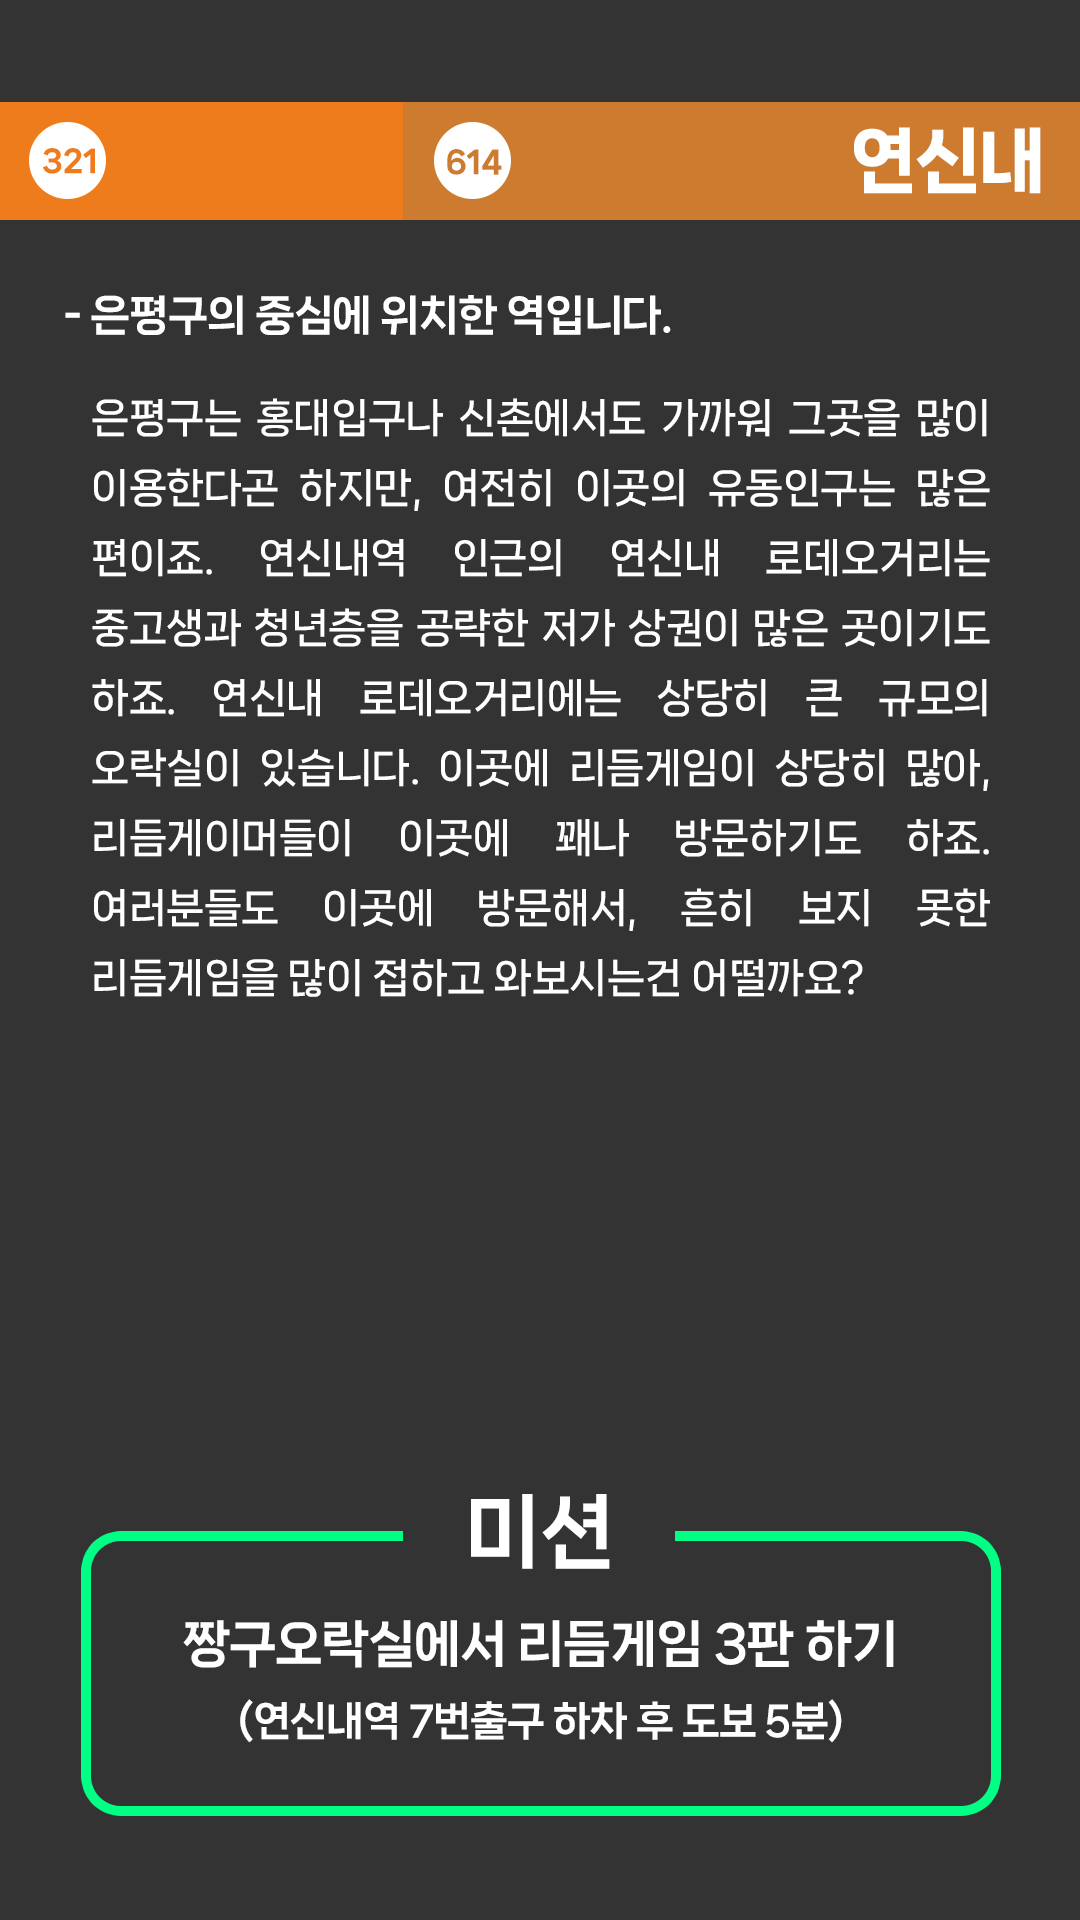 321 614 연신내
- 은평구의 중심에 위치한 역입니다.
은평구는 홍대입구나 신촌에서도 가까워 그곳을 많이
이용한다곤 하지만, 여전히 이곳의 유동인구는 많은
편이죠. 연신내역 인근의 연신내 로데오거리는
중고생과 청년층을 공략한 저가 상권이 많은 곳이기도
하죠. 연신내 로데오거리에는 상당히 큰 규모의
오락실이 있습니다. 이곳에 리듬게임이 상당히 많아,
리듬게이머들이 이곳에 꽤나 방문하기도 하죠.
여러분들도 이곳에 방문해서, 흔히 보지 못한
리듬게임을 많이 접하고 와보시는건 어떨까요?
미션
짱구오락실에서 리듬게임 3판 하기
(연신내역 7번출구 하차 후 도보 5분)